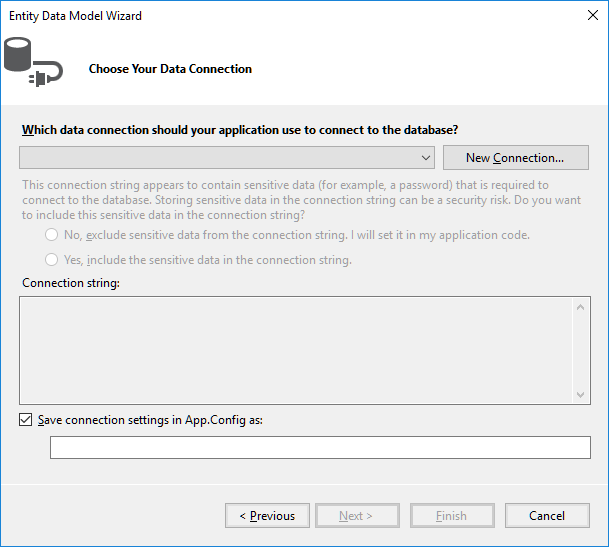 Entity Data Model Wizard
Choose Your Data Connection
Which data connection should your application use to connect to the database?
New Connection...
This connection string appears to contain sensitive data (for example, a password) that is required to
connect to the database. Storing sensitive data in the connection string can be a security risk. Do you want
to include this sensitive data in the connection string?
No, exclude sensitive data from the connection string. I will set it in my application code.
Yes, include the sensitive data in the connection string.
Connection string:
Save connection settings in App.Config as:
< Previous
Next >
Finish
Cancel